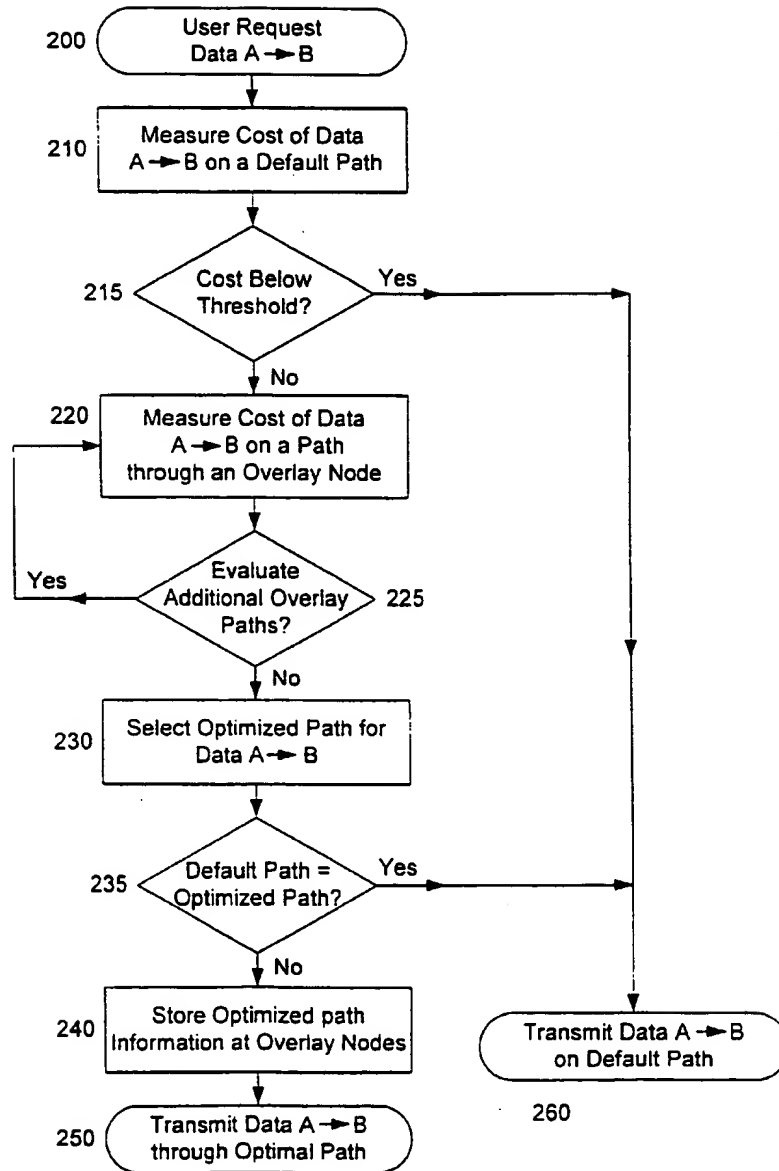 200
User Request
Data A → B
210
Measure Cost of Data
A → B on a Default Path
215
Cost Below
Threshold?
Yes
No
220
Measure Cost of Data
A → B on a Path
through an Overlay Node
Yes
Evaluate
Additional Overlay
Paths?
225
No
230
Select Optimized Path for
Data A → B
235
Default Path =
Optimized Path?
Yes
No
240
Store Optimized path
Information at Overlay Nodes
Transmit Data A → B
on Default Path
260
250
Transmit Data A → B
through Optimal Path